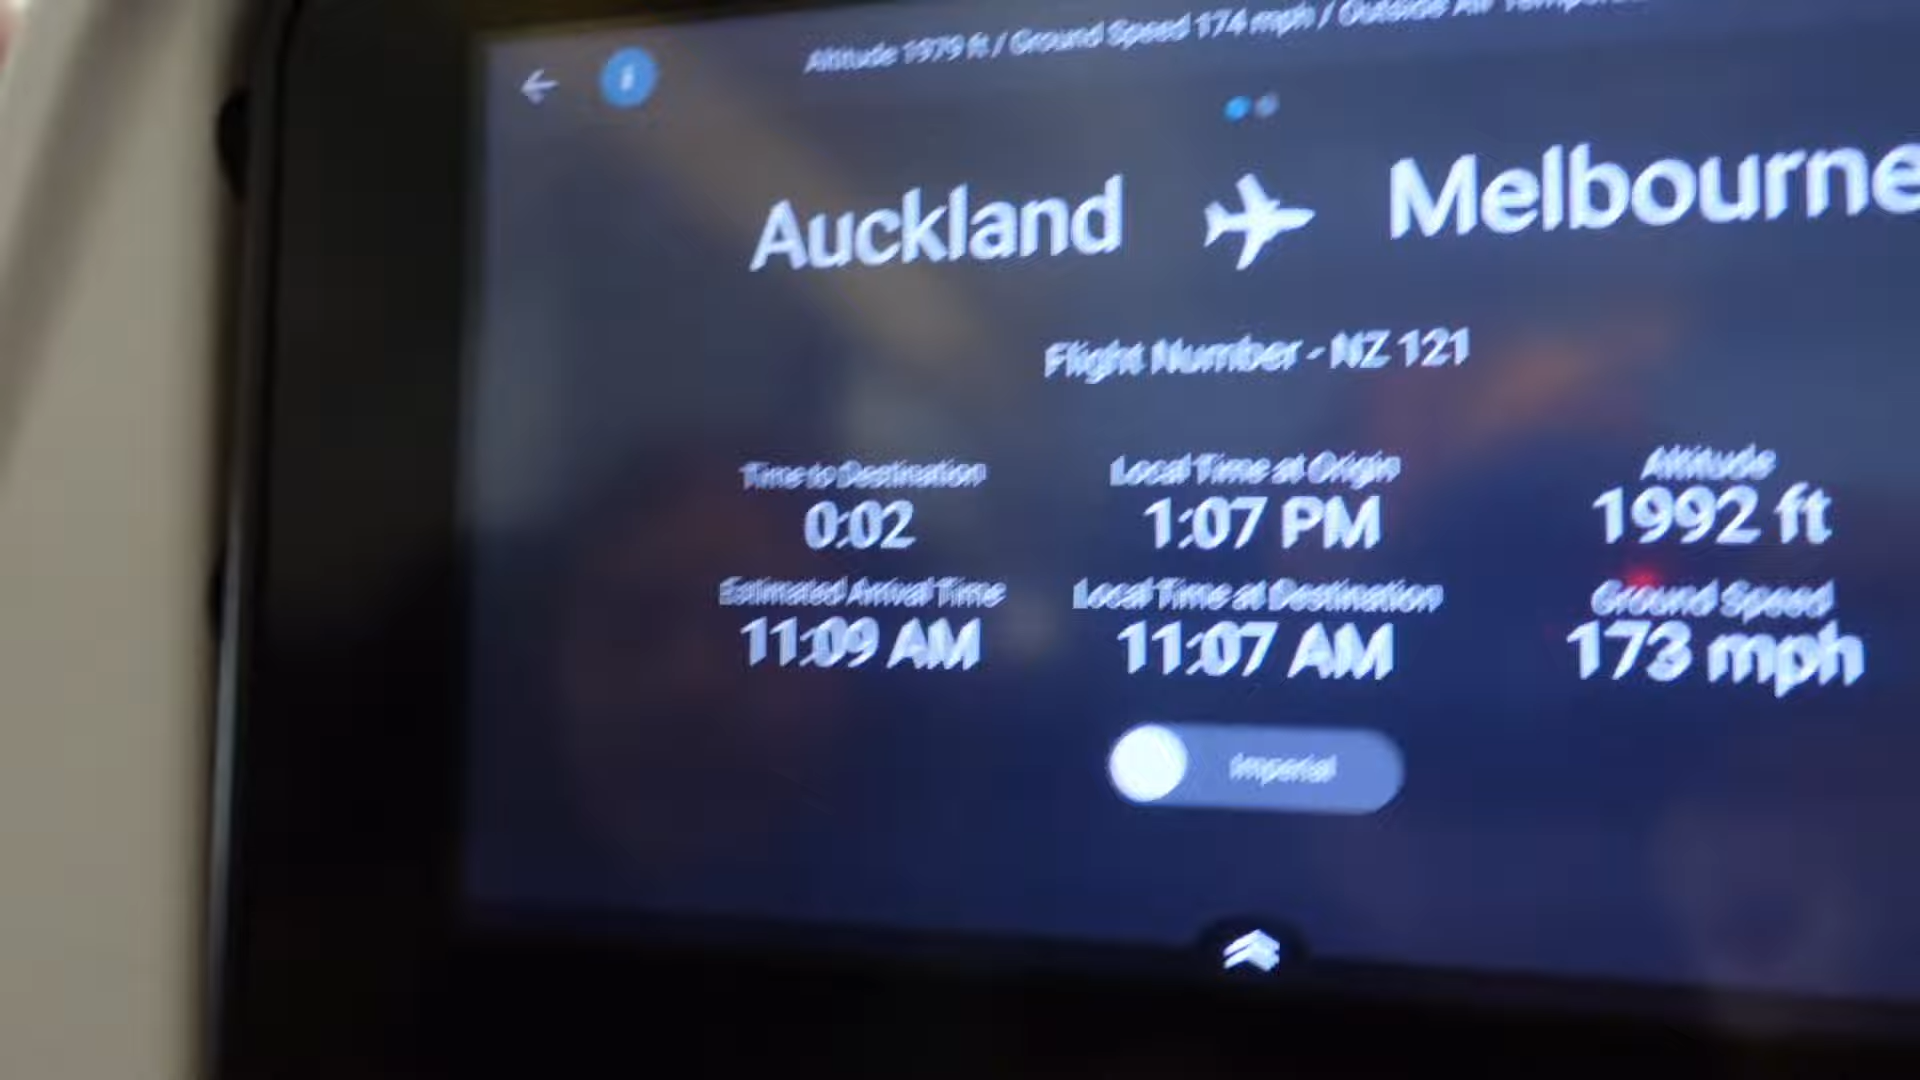 Altitude 1979 ft / Ground Speed 174 mph / Outside Air
Auckland Melbourne
Flight Number - NZ 121
Time to Destination Local Time at Origin Altitude
0:02 1:07 PM 1992 ft
Estimated Arrival Time Local Time at Destination Ground Speed
11:09 AM 11:07 AM 173 mph
Imperial